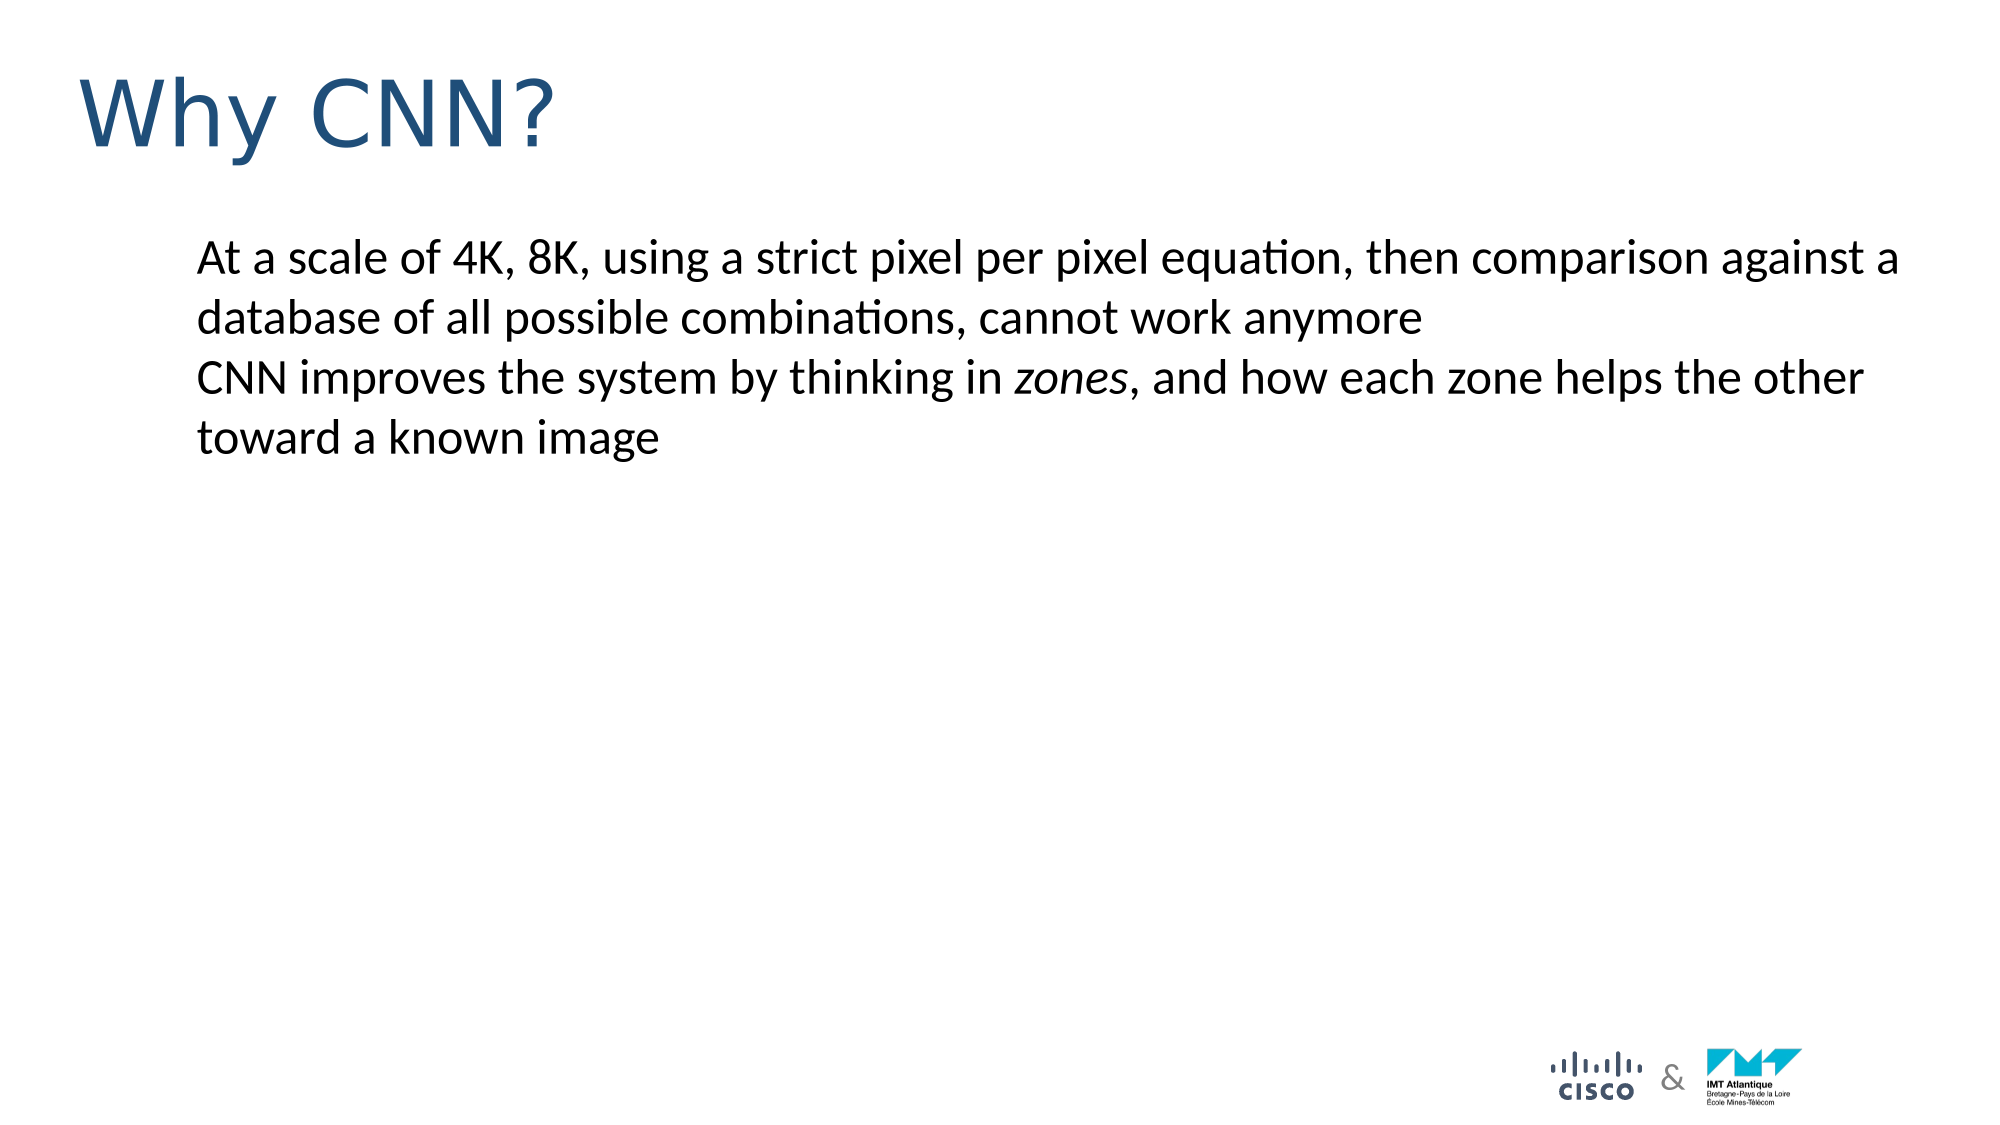 Why CNN?
At a scale of 4K, 8K, using a strict pixel per pixel equation, then comparison against a
database of all possible combinations, cannot work anymore
CNN improves the system by thinking in zones, and how each zone helps the other
toward a known image
CISCO
&
IMT Atlantique
Bretagne-Pays de la Loire
École Mines-Télécom